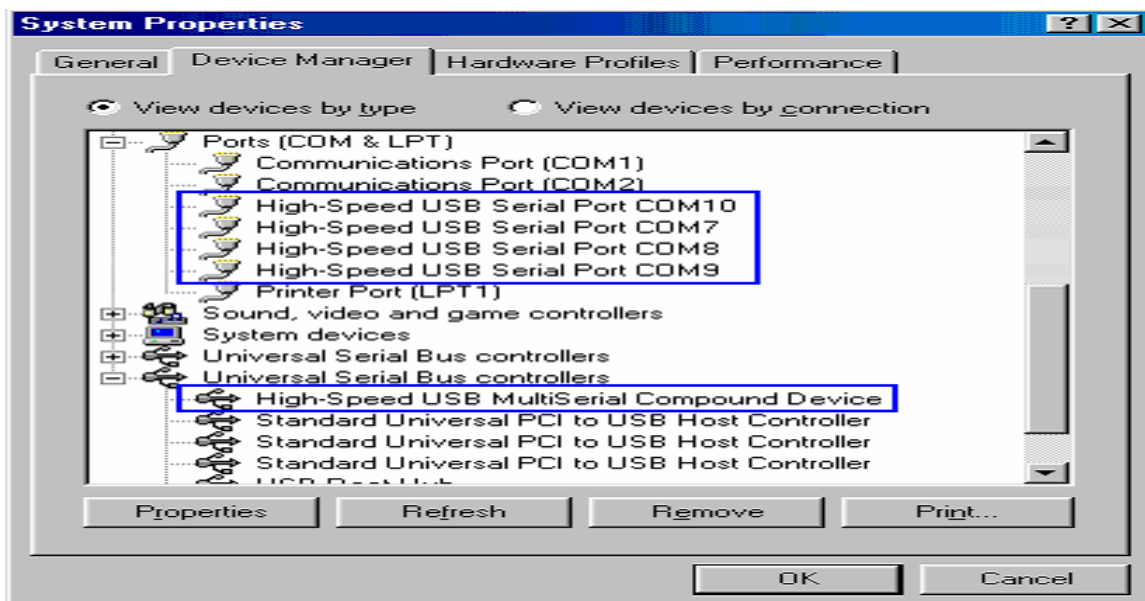 System Properties
General Device Manager Hardware Profiles Performance
View devices by type View devices by connection
Ports (COM & LPT)
Communications Port (COM1)
Communications Port (COM2)
High-Speed USB Serial Port COM10
High-Speed USB Serial Port COM7
High-Speed USB Serial Port COM8
High-Speed USB Serial Port COM9
Printer Port (LPT1)
Sound, video and game controllers
System devices
Universal Serial Bus controllers
Universal Serial Bus controllers
High-Speed USB MultiSerial Compound Device
Standard Universal PCI to USB Host Controller
Standard Universal PCI to USB Host Controller
Standard Universal PCI to USB Host Controller
USB Root Hub
Properties Refresh Remove Print...
OK Cancel